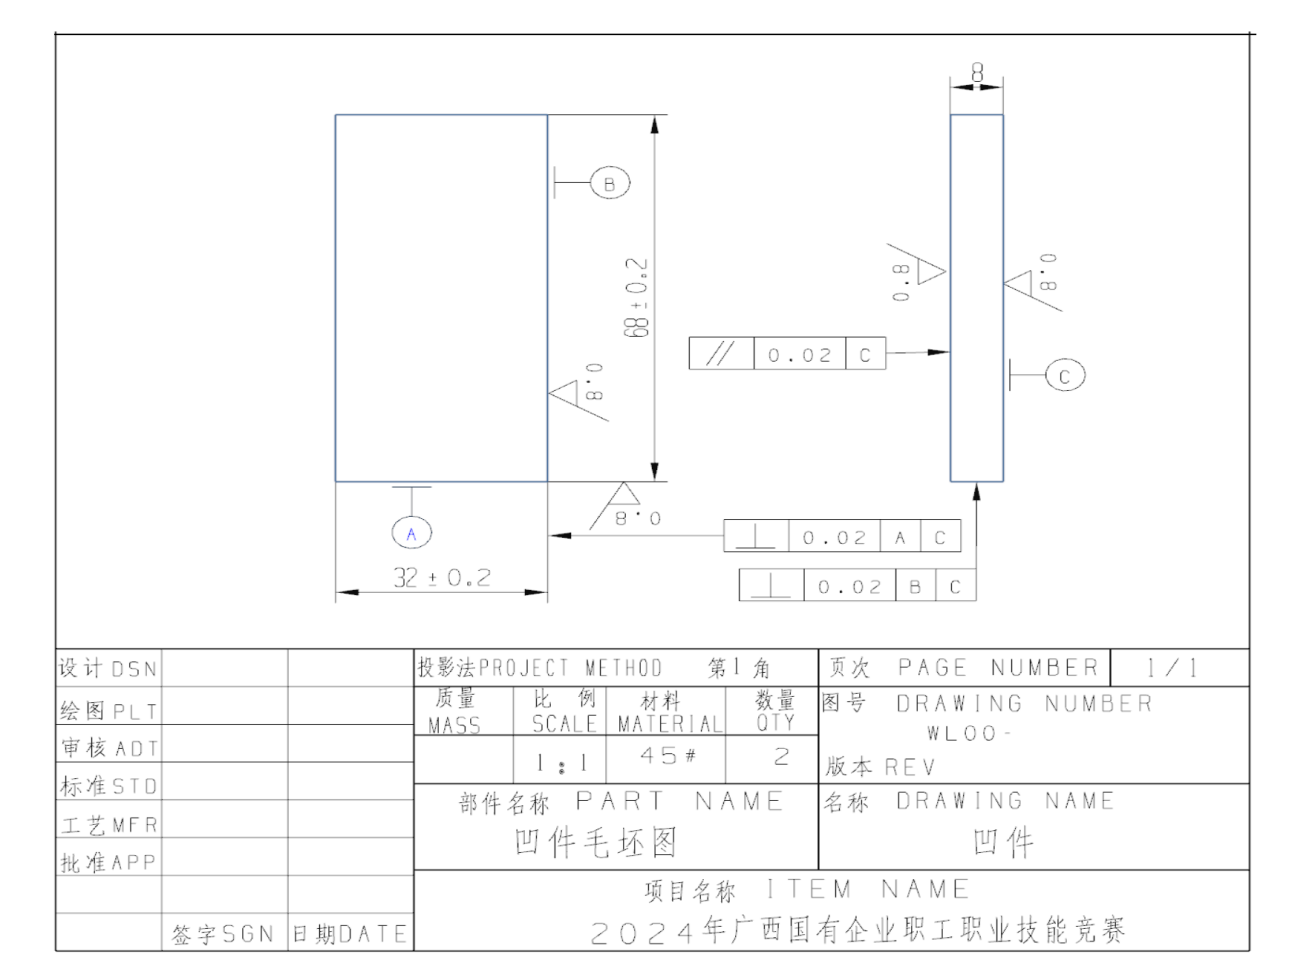 8
B
68±0.2
0.8
0.8
// 0.02 C
C
0.8
0.8
A
⊥ 0.02 A C
32±0.2
⊥ 0.02 B C
设计DSN
投影法PROJECT METHOD 第1角
页次 PAGE NUMBER 1/1
绘图PLT
质量 MASS
比例 SCALE
材料 MATERIAL
数量 QTY
图号 DRAWING NUMBER
WL00-
审核ADT
1:1
45#
2
版本REV
标准STD
部件名称 PART NAME
名称 DRAWING NAME
工艺MFR
凹件毛坯图
凹件
批准APP
项目名称 ITEM NAME
签字SGN
日期DATE
2024年广西国有企业职工职业技能竞赛